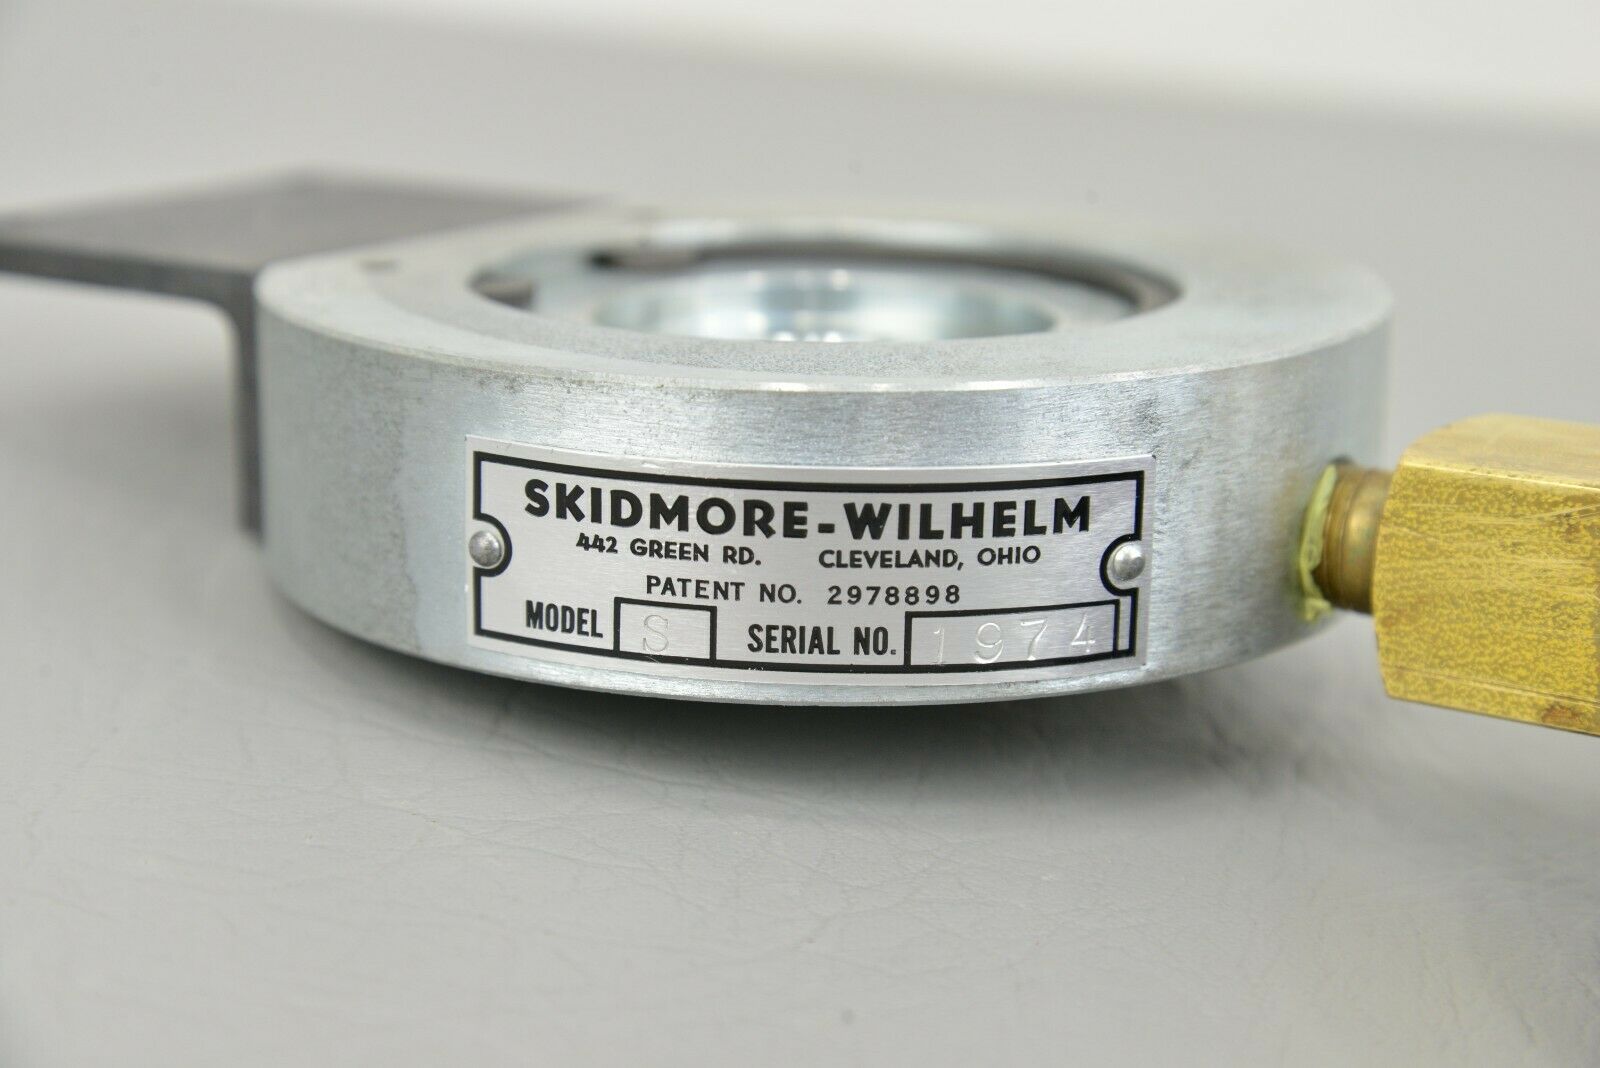 SKIDMORE-WILHELM
442 GREEN RD. CLEVELAND, OHIO
PATENT NO. 2978898
MODEL S SERIAL NO. 1974